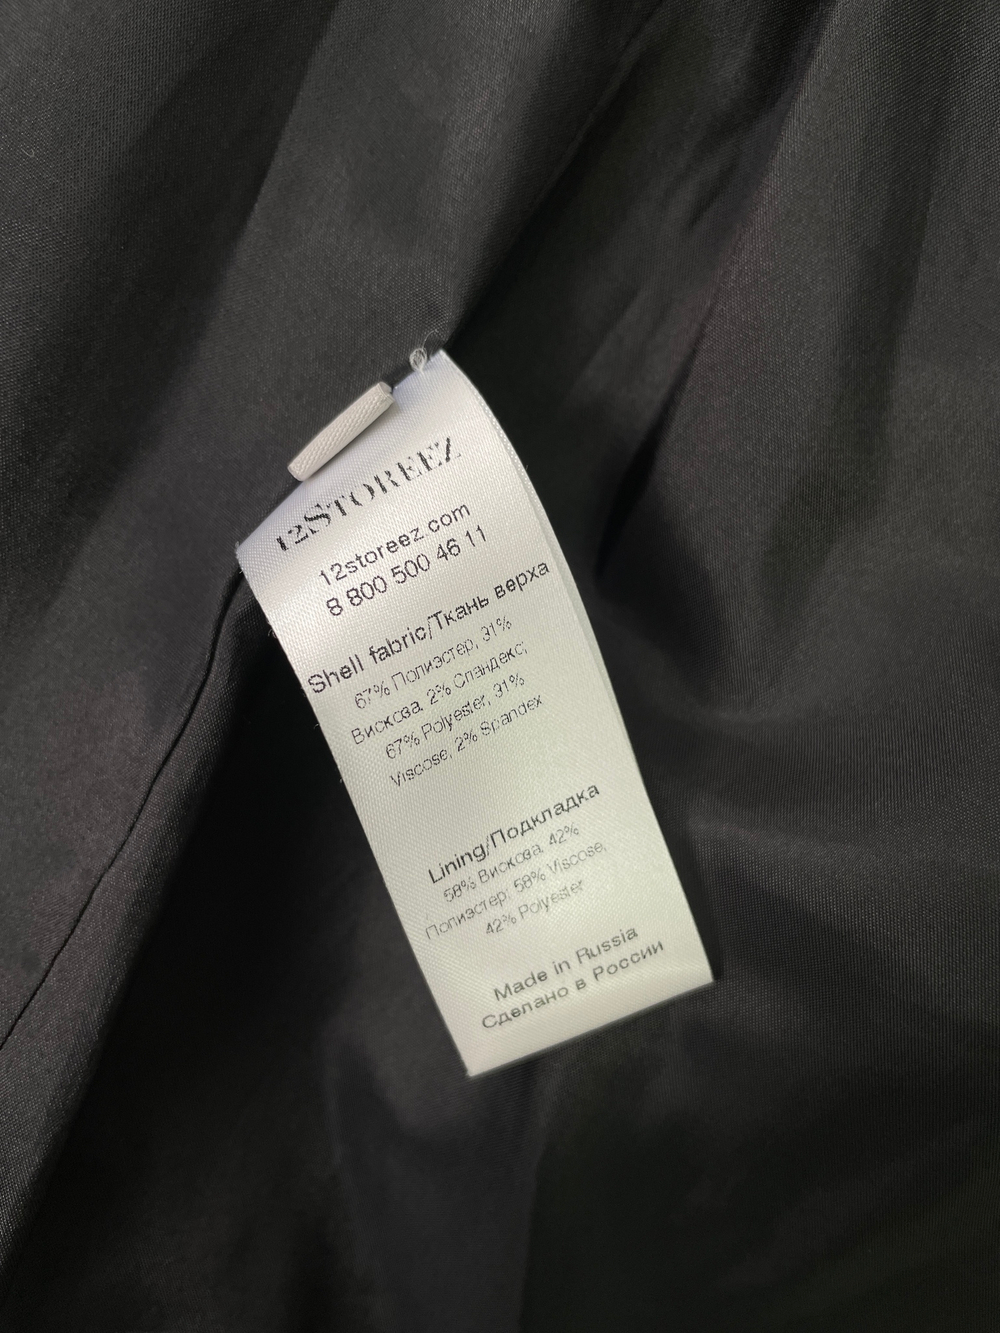 12STOREEZ
12storeez.com
8 800 500 46 11
Shell fabric/Ткань верха
67% Полиэстер, 31%
Вискоза, 2% Спандекс;
67% Polyester, 31%
Viscose, 2% Spandex
Lining/Подкладка
58% Вискоза, 42%
Полиэстер; 58% Viscose,
42% Polyester
Made in Russia
Сделано в России